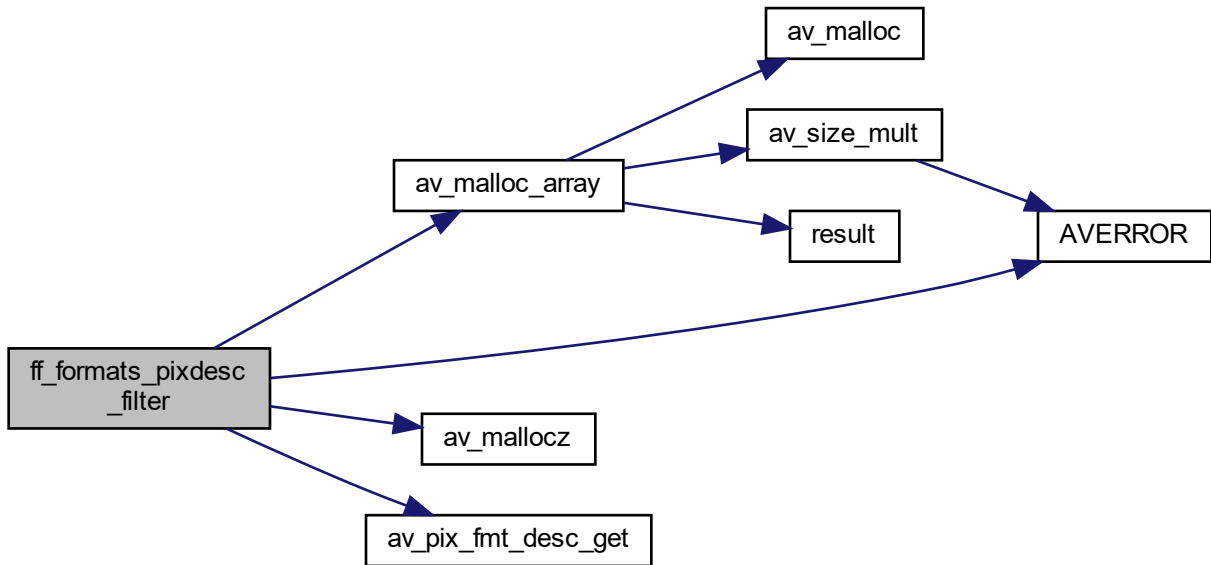 av_malloc
av_size_mult
av_malloc_array
result
AVERROR
ff_formats_pixdesc
_filter
av_mallocz
av_pix_fmt_desc_get